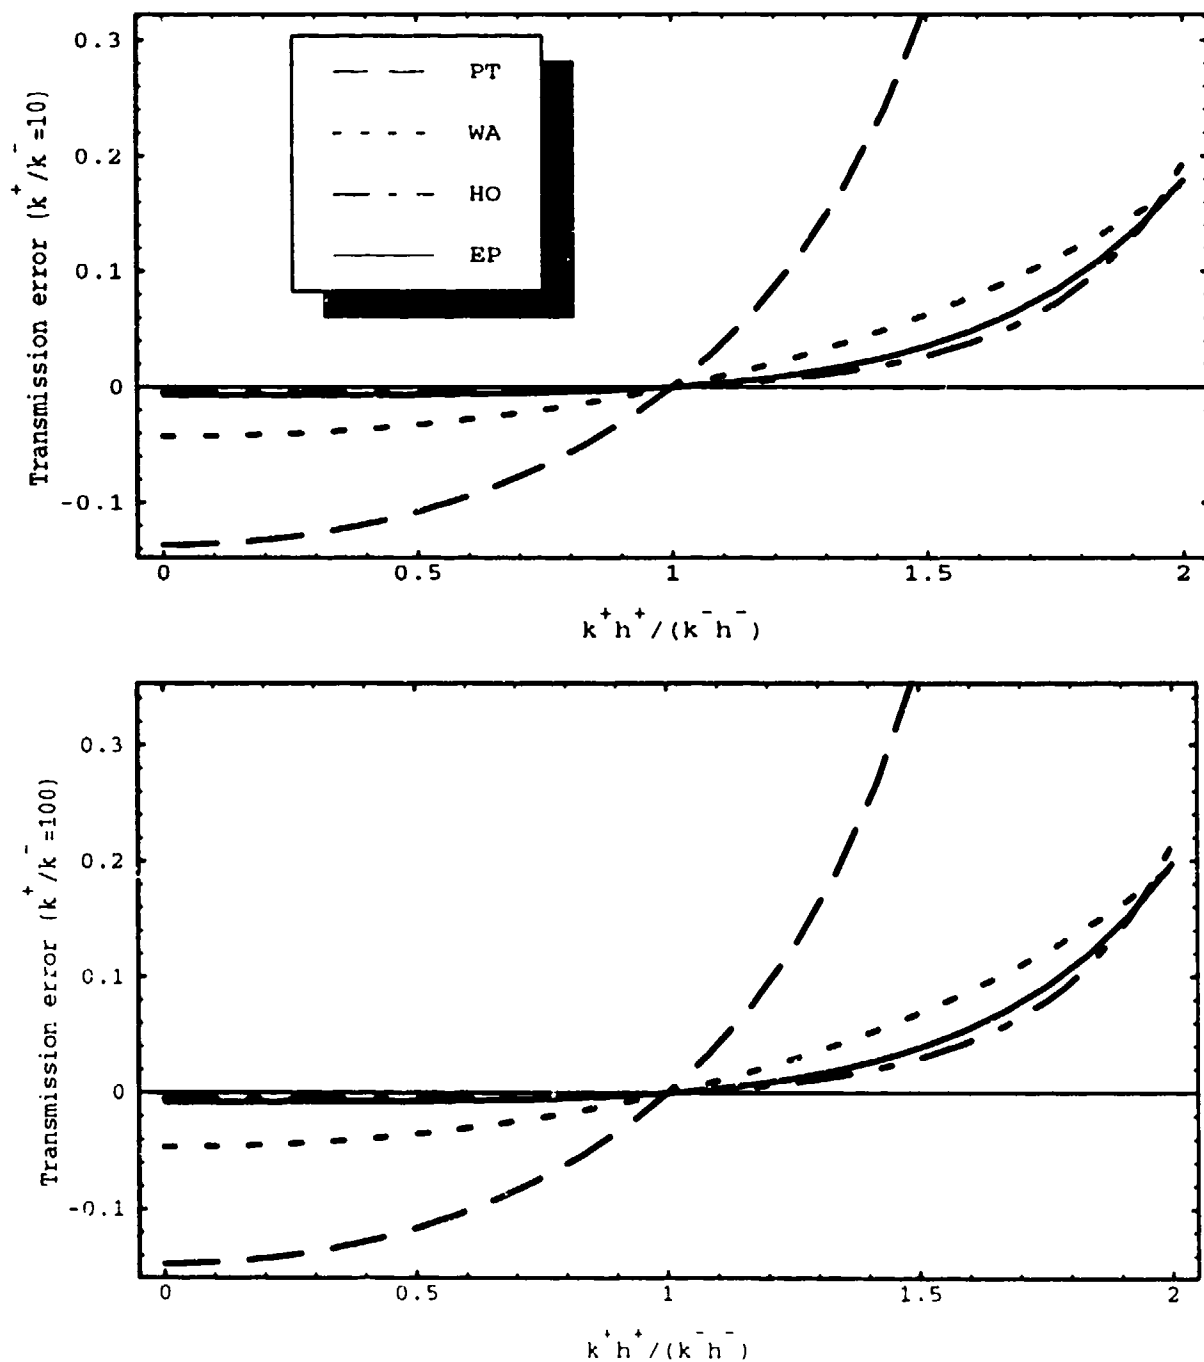 0.3
0.2
0.1
0
-0.1
Transmission error (k⁺/k⁻=10)
PT
WA
HO
EP
0 0.5 1 1.5 2
k⁺h⁺/(k⁻h⁻)
0.3
0.2
0.1
0
-0.1
Transmission error (k⁺/k⁻=100)
0 0.5 1 1.5 2
k⁺h⁺/(k⁻h⁻)